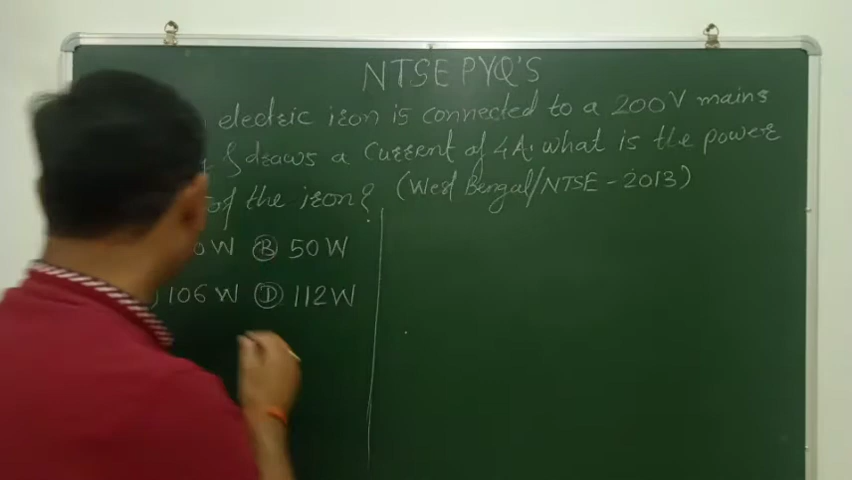 NTSE PYQ'S
electric iron is connected to a 200V mains
& draws a current of 4A. what is the power
of the iron? (West Bengal/NTSE - 2013)
0W (B) 50W
) 106W (D) 112W